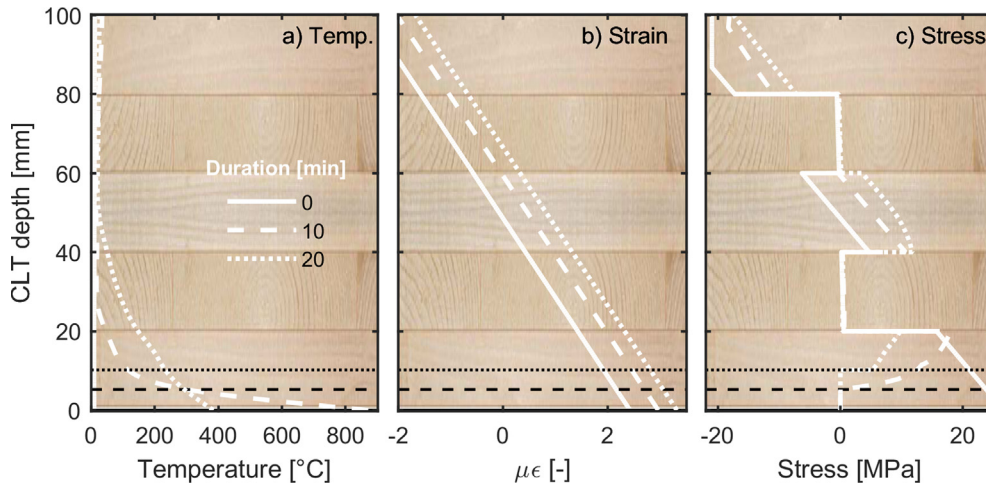 a) Temp.
b) Strain
c) Stress
CLT depth [mm]
100
80
60
40
20
0
Duration [min]
0
10
20
0 200 400 600 800
-2 0 2
-20 0 20
Temperature [°C]
με [-]
Stress [MPa]